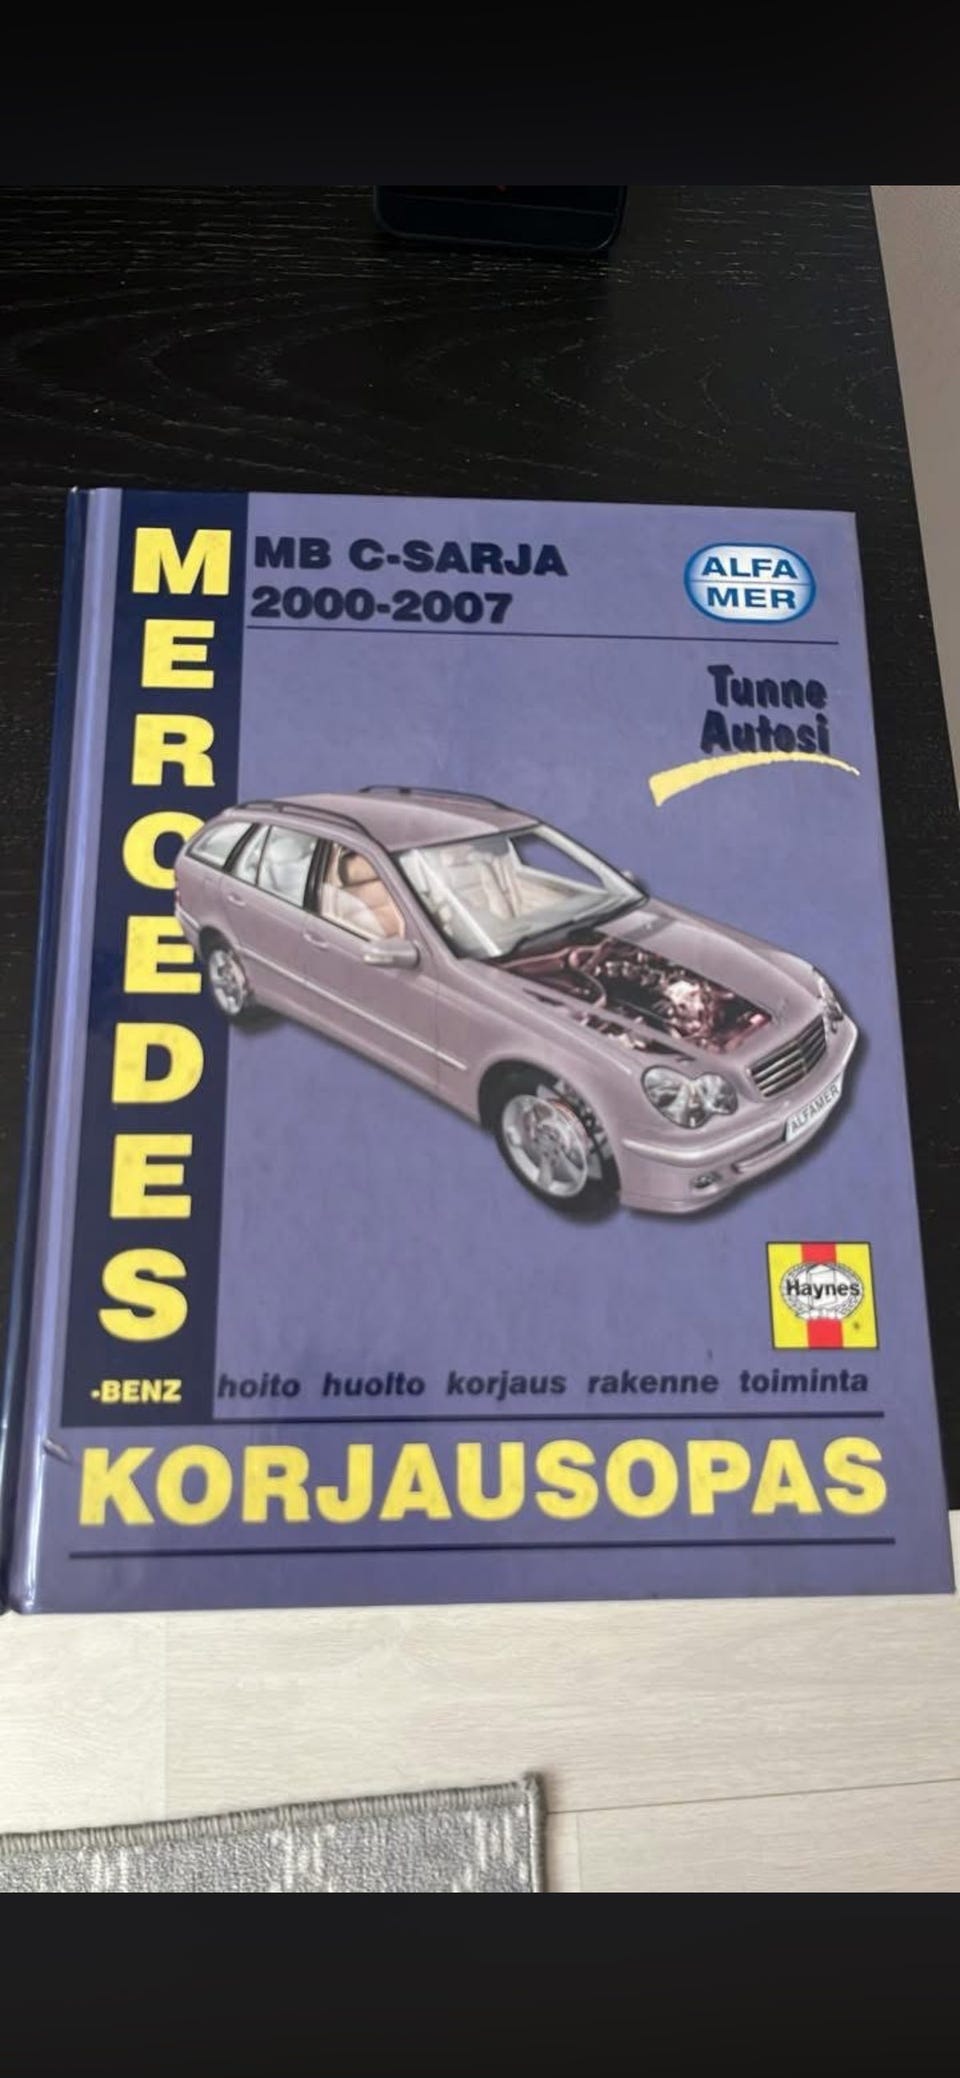 MERCEDES
-BENZ
MB C-SARJA
2000-2007
ALFA
MER
Tunne
Autosi
ALFAMER
Haynes
hoito huolto korjaus rakenne toiminta
KORJAUSOPAS